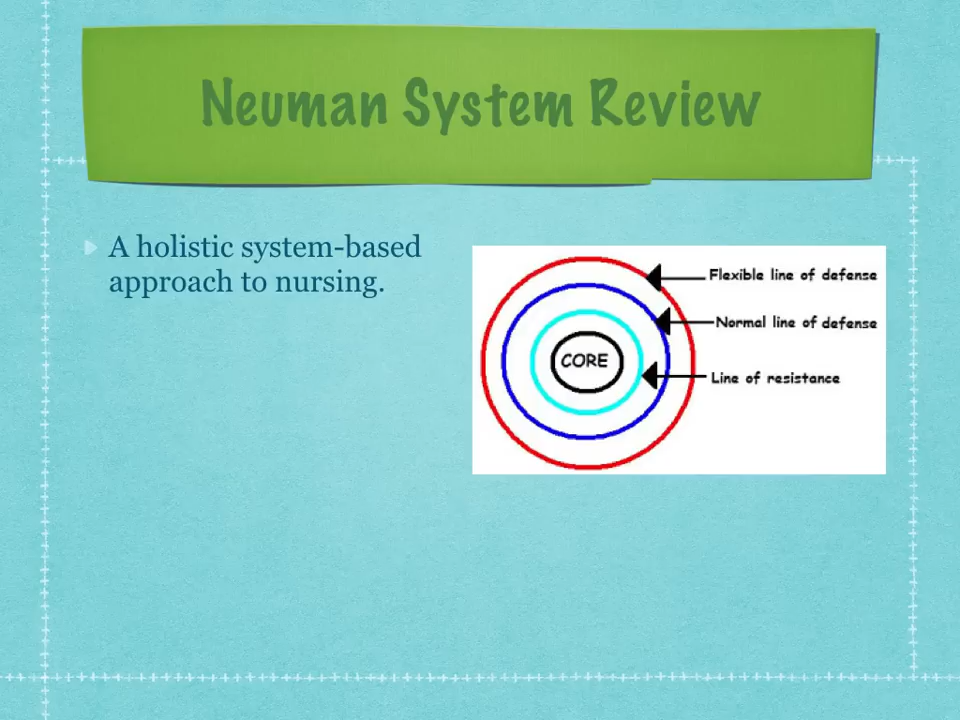 Neuman System Review
A holistic system-based
approach to nursing.
Flexible line of defense
Normal line of defense
CORE
Line of resistance